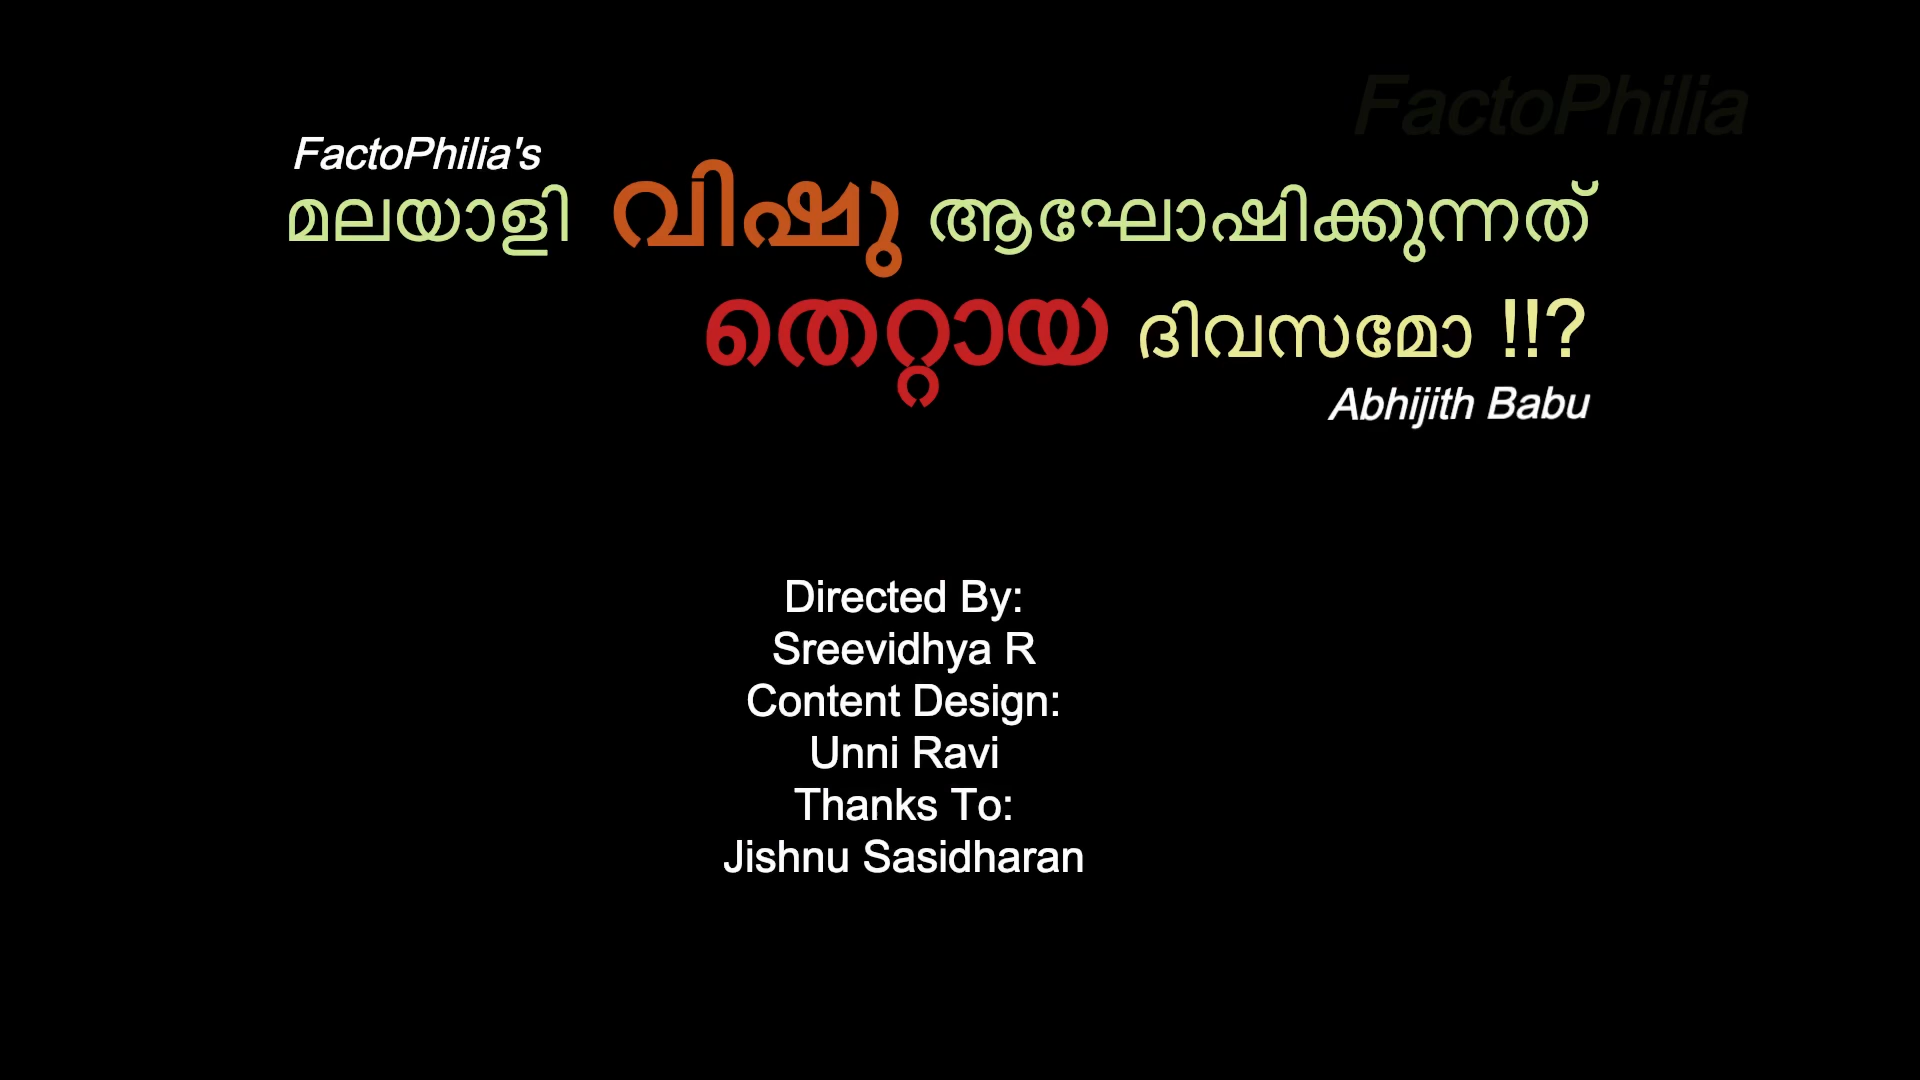 FactoPhilia
FactoPhilia's
മലയാളി വിഷു ആഘോഷിക്കുന്നത്
തെറ്റായ ദിവസമോ !!?
Abhijith Babu
Directed By:
Sreevidhya R
Content Design:
Unni Ravi
Thanks To:
Jishnu Sasidharan